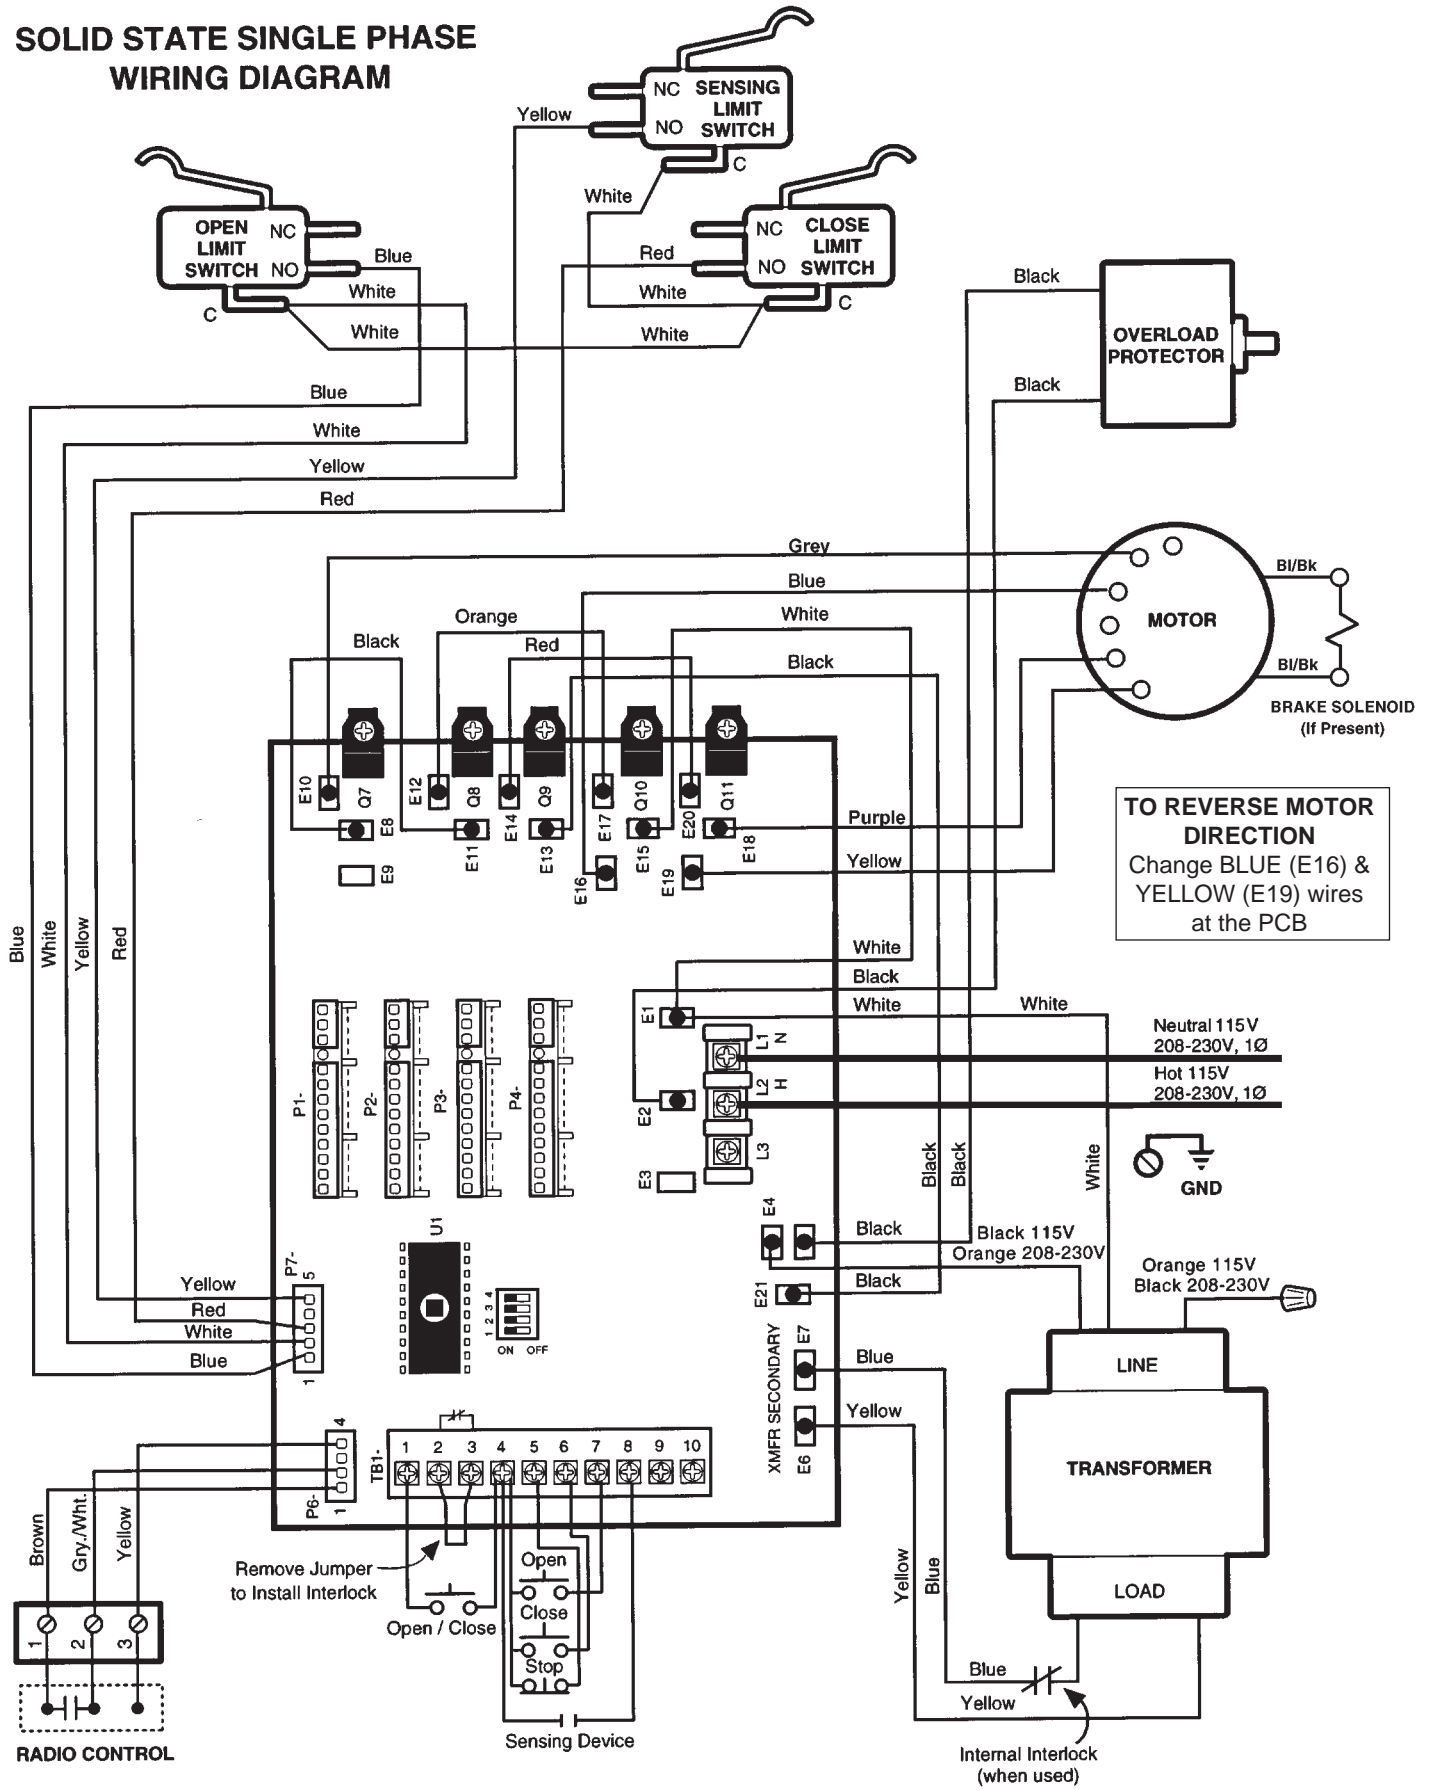 SOLID STATE SINGLE PHASE
WIRING DIAGRAM
NC
SENSING
LIMIT
SWITCH
NO
C
Yellow
White
OPEN
LIMIT
SWITCH
NC
NO
C
Blue
White
White
NC
CLOSE
LIMIT
SWITCH
NO
C
Red
White
White
Black
OVERLOAD
PROTECTOR
Black
Blue
White
Yellow
Red
Grey
Blue
White
Orange
Black
Red
Black
MOTOR
Bl/Bk
Bl/Bk
BRAKE SOLENOID
(If Present)
E10
Q7
E12
Q8
E14
Q9
E17
Q10
E20
Q11
E8
E11
E13
E15
E18
E9
E16
E19
Purple
Yellow
TO REVERSE MOTOR
DIRECTION
Change BLUE (E16) &
YELLOW (E19) wires
at the PCB
Blue
White
Yellow
Red
White
Black
White
White
E1
L1
N
L2
H
E2
L3
E3
Neutral 115V
208-230V, 1Ø
Hot 115V
208-230V, 1Ø
P1-
P2-
P3-
P4-
Black
Black
White
GND
E4
U1
Black
Black 115V
Orange 208-230V
E21
Black
Orange 115V
Black 208-230V
P7-
5
1
Yellow
Red
White
Blue
1 2 3 4
ON OFF
XMFR SECONDARY
E7
E6
Blue
Yellow
LINE
TRANSFORMER
LOAD
4
P6-
1
TB1-
1 2 3 4 5 6 7 8 9 10
Brown
Gry./Wht.
Yellow
Remove Jumper
to Install Interlock
Open / Close
Open
Close
Stop
Sensing Device
Yellow
Blue
Blue
Yellow
Internal Interlock
(when used)
1
2
3
RADIO CONTROL